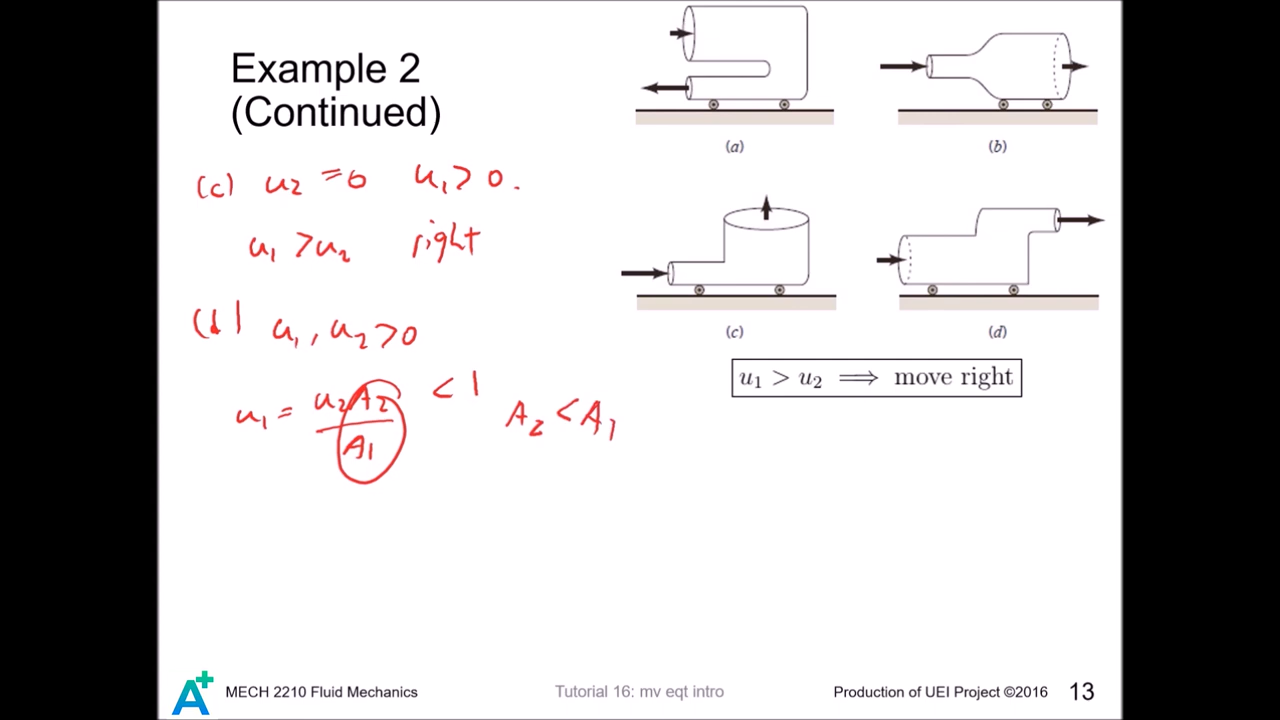 Example 2
(Continued)
(a)
(b)
(c) u₂ = 0 u₁ > 0.
u₁ > u₂ right
(c)
(d)
(d) u₁, u₂ > 0
u₁ > u₂ ⟹ move right
u₁ = u₂A₂ / A₁ < 1 A₂ < A₁
A+
MECH 2210 Fluid Mechanics
Tutorial 16: mv eqt intro
Production of UEI Project ©2016
13